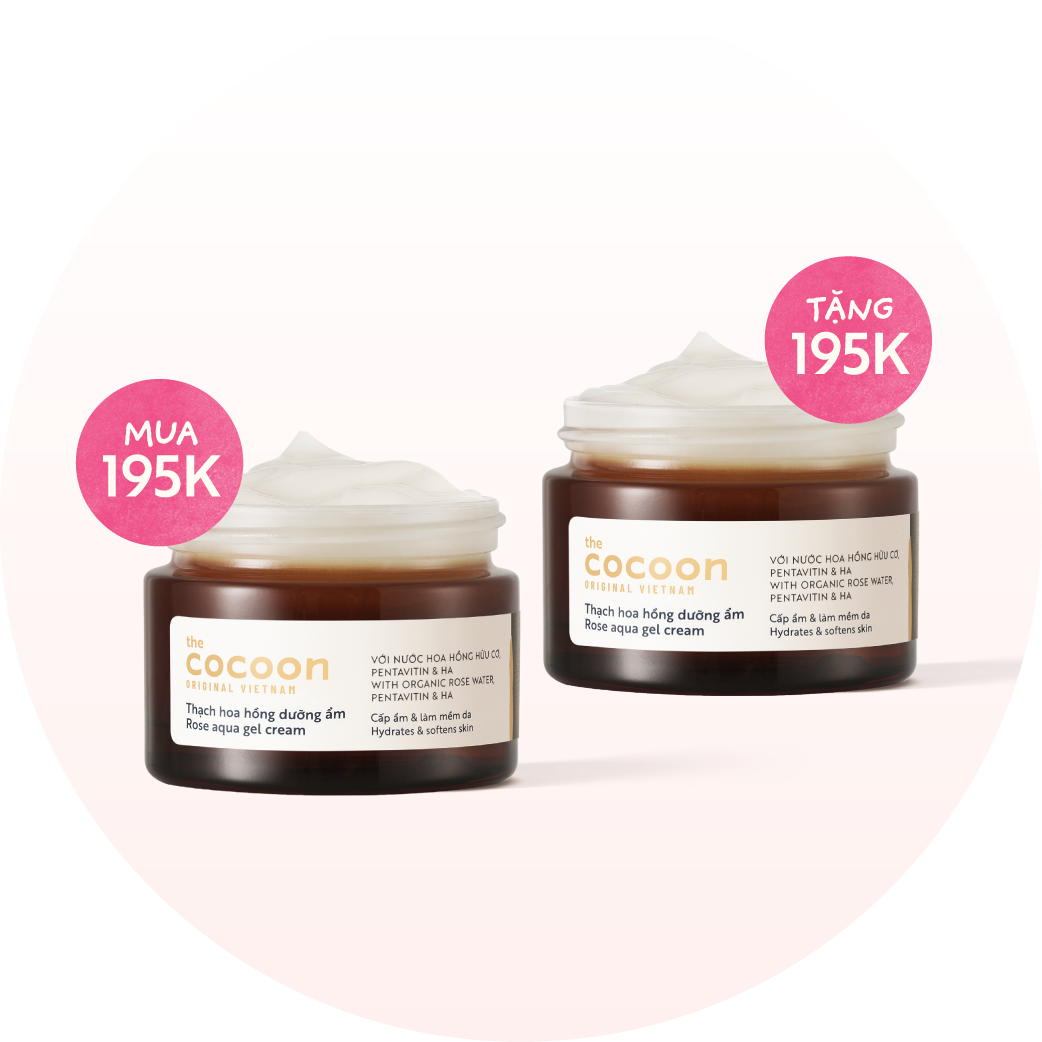 MUA
195K
the
cocoon
ORIGINAL VIETNAM
Thạch hoa hồng dưỡng ẩm
Rose aqua gel cream
VỚI NƯỚC HOA HỒNG HỮU CƠ,
PENTAVITIN & HA
WITH ORGANIC ROSE WATER,
PENTAVITIN & HA
Cấp ẩm & làm mềm da
Hydrates & softens skin
TẶNG
195K
the
cocoon
ORIGINAL VIETNAM
Thạch hoa hồng dưỡng ẩm
Rose aqua gel cream
VỚI NƯỚC HOA HỒNG HỮU CƠ,
PENTAVITIN & HA
WITH ORGANIC ROSE WATER,
PENTAVITIN & HA
Cấp ẩm & làm mềm da
Hydrates & softens skin